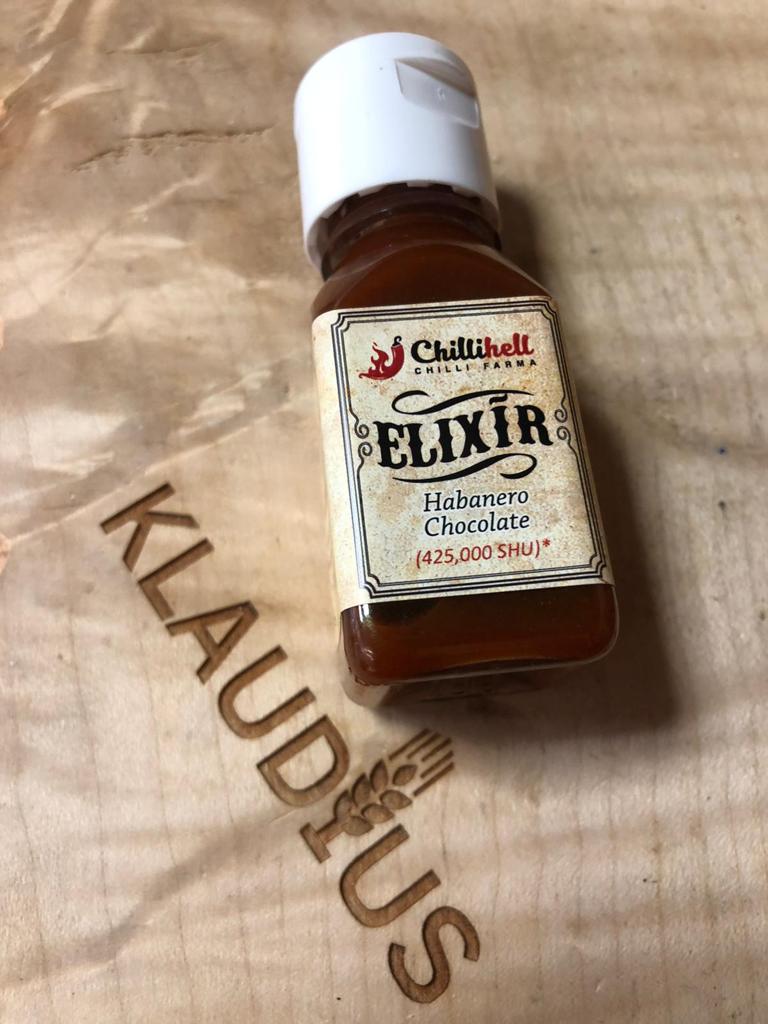 Chillihell
CHILLI FARMA
ELIXÍR
Habanero
Chocolate
(425,000 SHU)*
KLAUDIUS